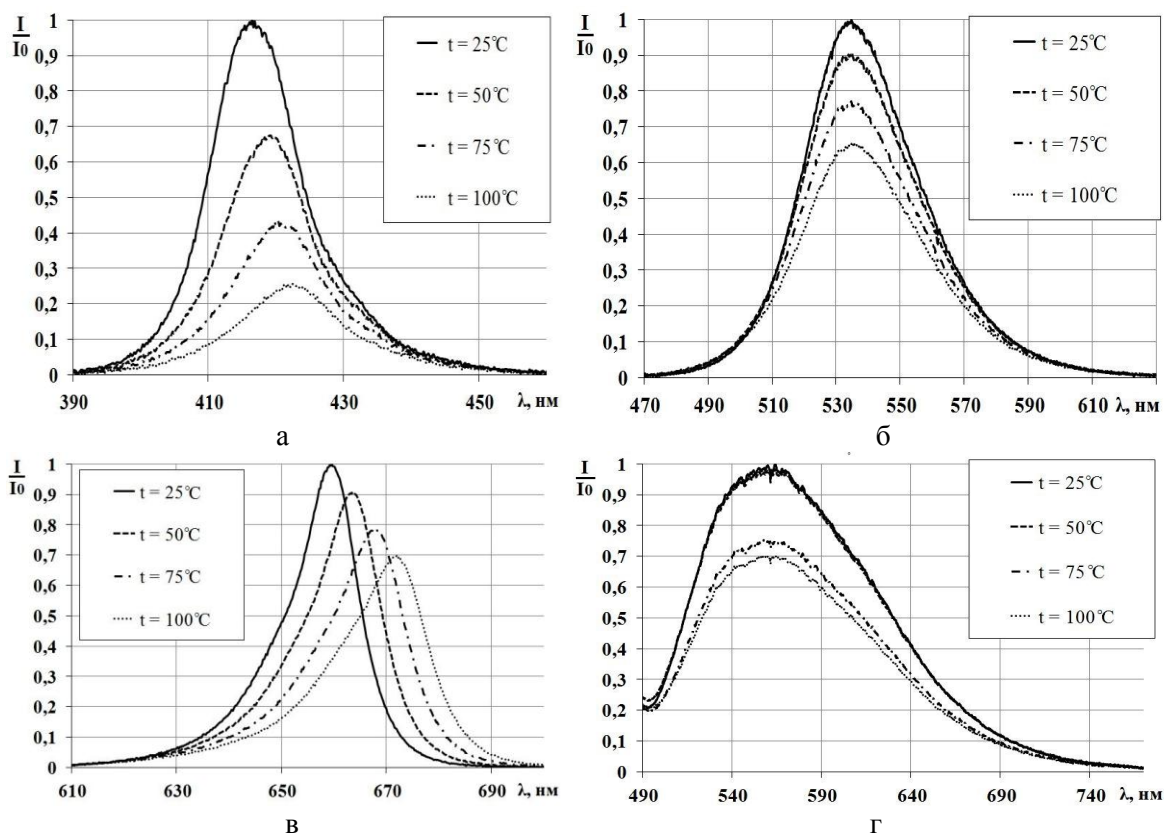 I
I0
1
0,9
0,8
0,7
0,6
0,5
0,4
0,3
0,2
0,1
0
t = 25℃
t = 50℃
t = 75℃
t = 100℃
390 410 430 450 λ, нм
а
I
I0
1
0,9
0,8
0,7
0,6
0,5
0,4
0,3
0,2
0,1
0
t = 25℃
t = 50℃
t = 75℃
t = 100℃
470 490 510 530 550 570 590 610 λ, нм
б
I
I0
1
0,9
0,8
0,7
0,6
0,5
0,4
0,3
0,2
0,1
0
t = 25℃
t = 50℃
t = 75℃
t = 100℃
610 630 650 670 690 λ, нм
в
I
I0
1
0,9
0,8
0,7
0,6
0,5
0,4
0,3
0,2
0,1
0
t = 25℃
t = 50℃
t = 75℃
t = 100℃
490 540 590 640 690 740 λ, нм
г